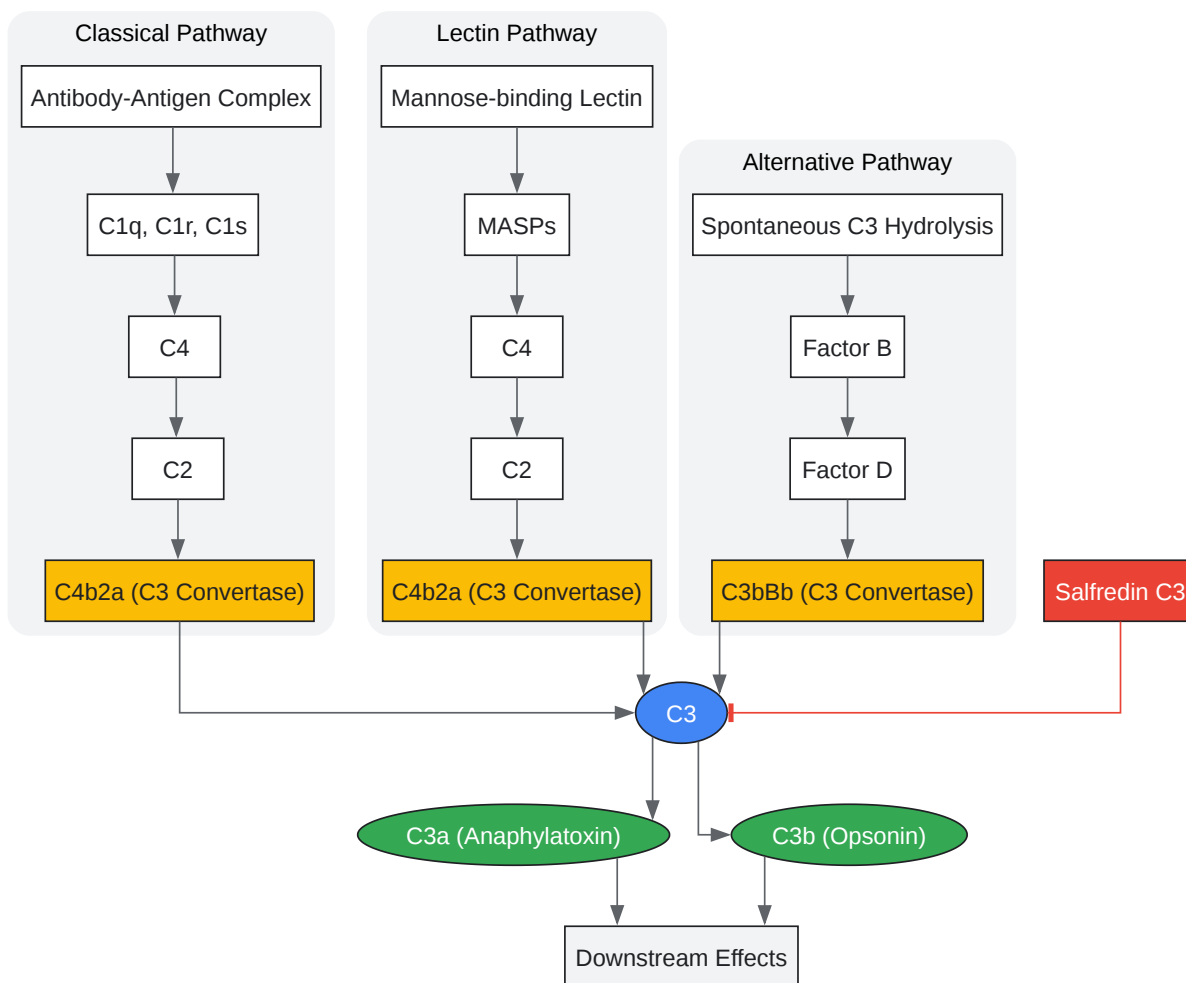 Classical Pathway
Antibody-Antigen Complex
C1q, C1r, C1s
C4
C2
C4b2a (C3 Convertase)
Lectin Pathway
Mannose-binding Lectin
MASPs
C4
C2
C4b2a (C3 Convertase)
Alternative Pathway
Spontaneous C3 Hydrolysis
Factor B
Factor D
C3bBb (C3 Convertase)
Salfredin C3
C3
C3a (Anaphylatoxin)
C3b (Opsonin)
Downstream Effects